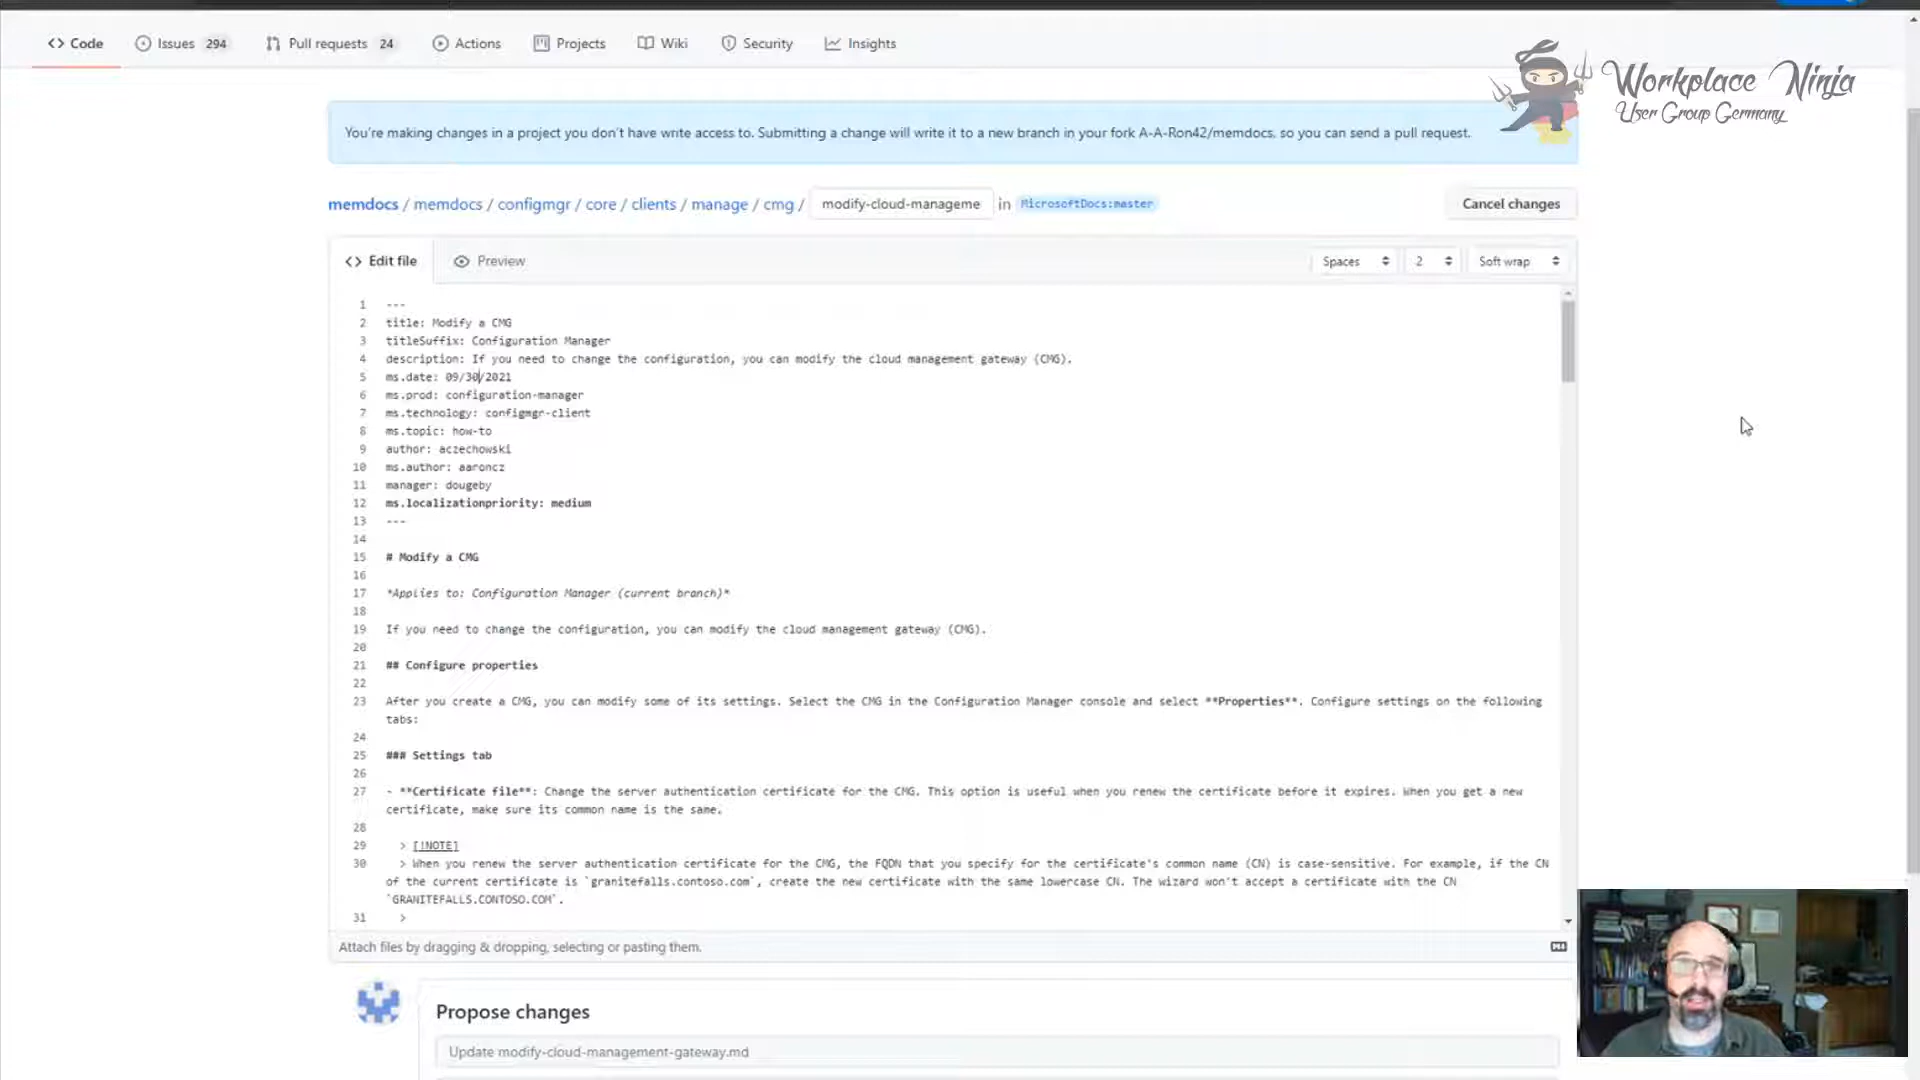 Code Issues 294 Pull requests 24 Actions Projects Wiki Security Insights
Workplace Ninja
User Group Germany
You're making changes in a project you don't have write access to. Submitting a change will write it to a new branch in your fork A-A-Ron42/memdocs, so you can send a pull request.
memdocs / memdocs / configmgr / core / clients / manage / cmg / modify-cloud-manageme in MicrosoftDocs:master Cancel changes
<> Edit file Preview Spaces 2 Soft wrap
1 ---
2 title: Modify a CMG
3 titleSuffix: Configuration Manager
4 description: If you need to change the configuration, you can modify the cloud management gateway (CMG).
5 ms.date: 09/30/2021
6 ms.prod: configuration-manager
7 ms.technology: configmgr-client
8 ms.topic: how-to
9 author: aczechowski
10 ms.author: aaroncz
11 manager: dougeby
12 ms.localizationpriority: medium
13 ---
14
15 # Modify a CMG
16
17 *Applies to: Configuration Manager (current branch)*
18
19 If you need to change the configuration, you can modify the cloud management gateway (CMG).
20
21 ## Configure properties
22
23 After you create a CMG, you can modify some of its settings. Select the CMG in the Configuration Manager console and select **Properties**. Configure settings on the following
tabs:
24
25 ### Settings tab
26
27 - **Certificate file**: Change the server authentication certificate for the CMG. This option is useful when you renew the certificate before it expires. When you get a new
certificate, make sure its common name is the same.
28
29 > [!NOTE]
30 > When you renew the server authentication certificate for the CMG, the FQDN that you specify for the certificate's common name (CN) is case-sensitive. For example, if the CN
of the current certificate is `granitefalls.contoso.com`, create the new certificate with the same lowercase CN. The wizard won't accept a certificate with the CN
`GRANITEFALLS.CONTOSO.COM`.
31 >
Attach files by dragging & dropping, selecting or pasting them.
Propose changes
Update modify-cloud-management-gateway.md